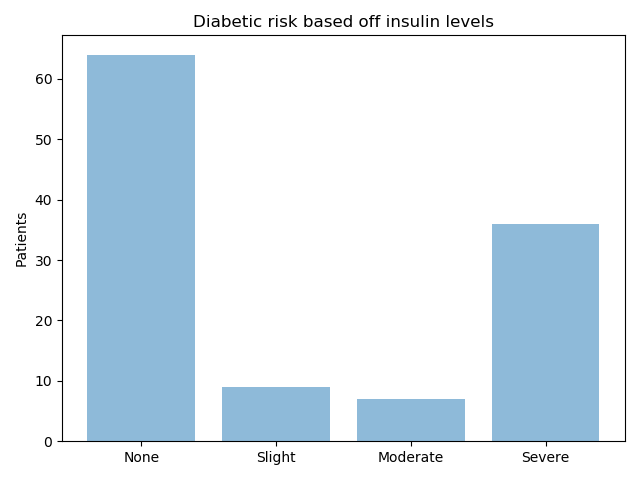 Diabetic risk based off insulin levels
Patients
60
50
40
30
20
10
0
None Slight Moderate Severe